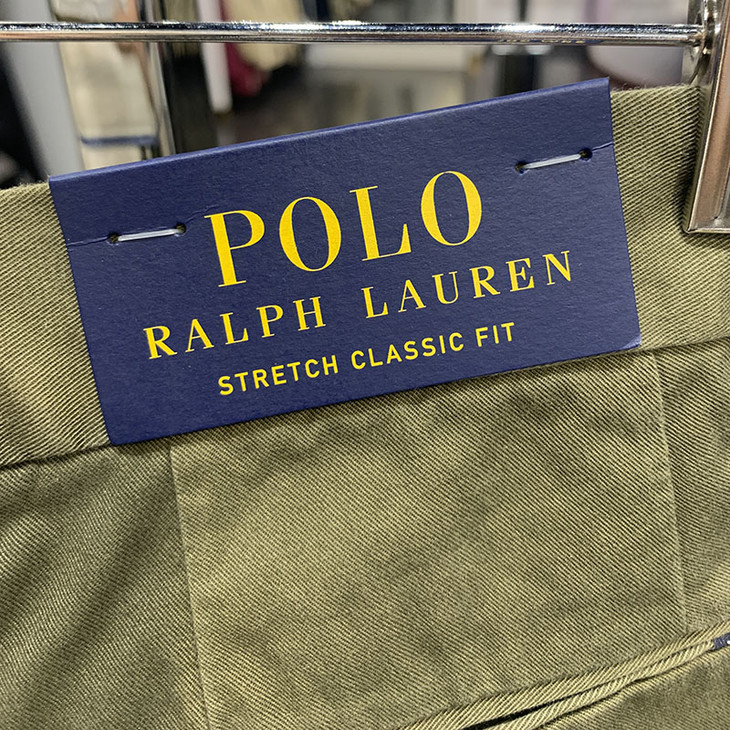 POLO
RALPH LAUREN
STRETCH CLASSIC FIT